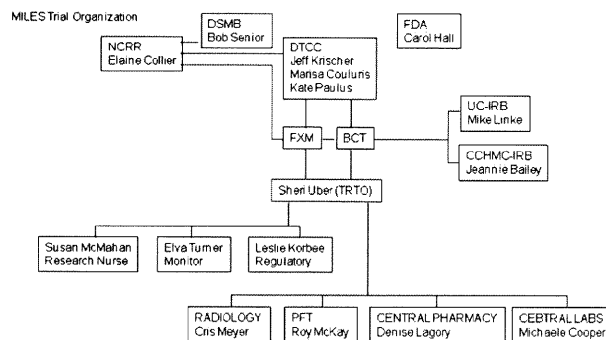 MILES Trial Organization
DSMB
Bob Senior
FDA
Carol Hall
NCRR
Elaine Collier
DTCC
Jeff Krischer
Marisa Couluris
Kate Paulus
UC-IRB
Mike Linke
FXM
BCT
CCHMC-IRB
Jeannie Bailey
Sheri Uber (TRTO)
Susan McMahan
Research Nurse
Elva Turner
Monitor
Leslie Korbee
Regulatory
RADIOLOGY
Cris Meyer
PFT
Roy McKay
CENTRAL PHARMACY
Denise Lagory
CEBTRAL LABS
Michaele Cooper